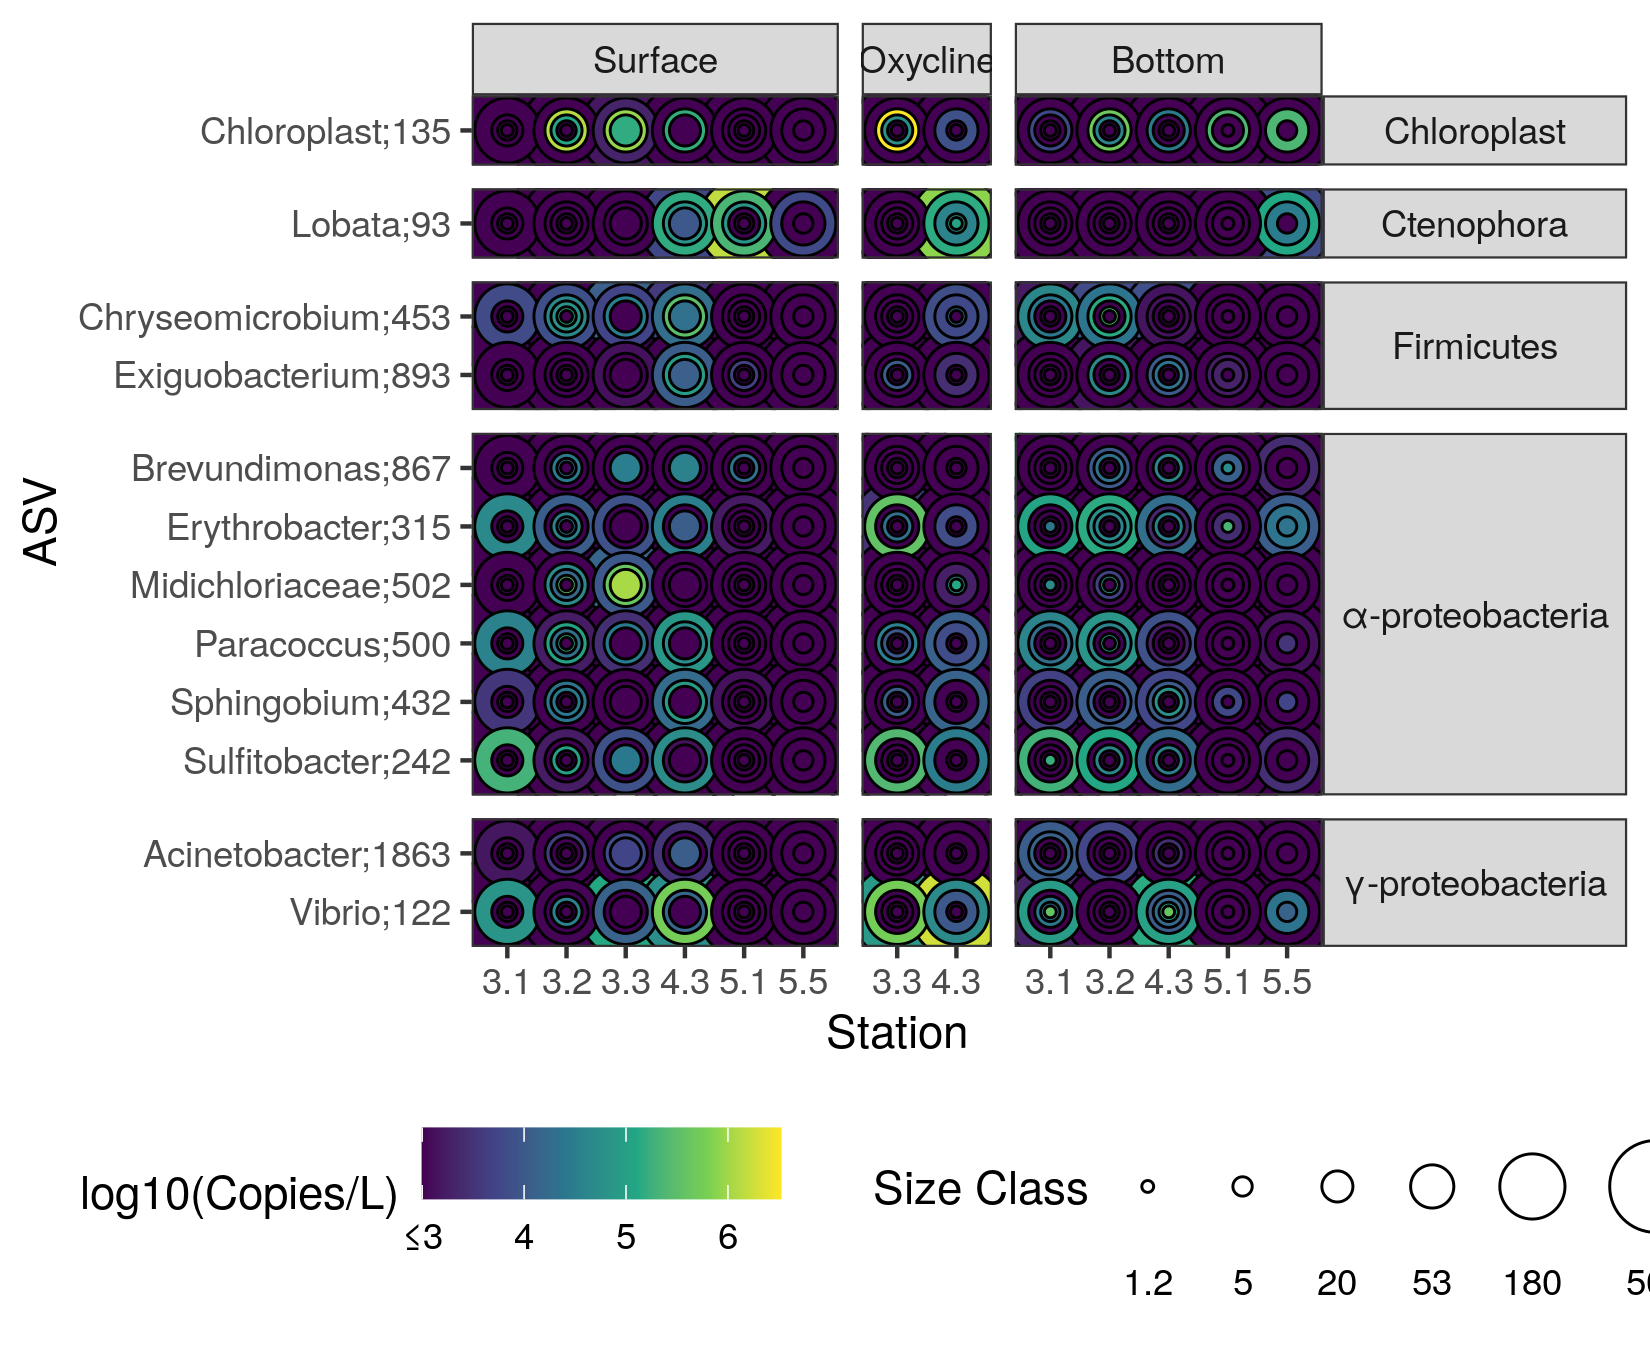 Surface Oxycline Bottom
Chloroplast;135 Chloroplast
Lobata;93 Ctenophora
Chryseomicrobium;453
Exiguobacterium;893
Firmicutes
Brevundimonas;867
Erythrobacter;315
Midichloriaceae;502
Paracoccus;500
Sphingobium;432
Sulfitobacter;242
α-proteobacteria
Acinetobacter;1863
Vibrio;122
γ-proteobacteria
ASV
3.1 3.2 3.3 4.3 5.1 5.5 3.3 4.3 3.1 3.2 4.3 5.1 5.5
Station
log10(Copies/L)
≤3 4 5 6
Size Class
1.2 5 20 53 180